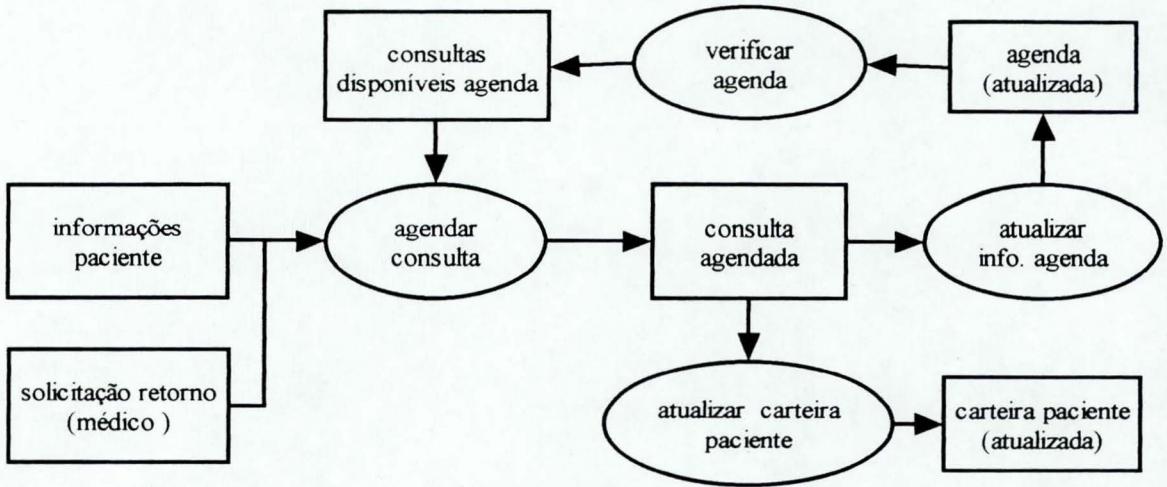 consultas
disponíveis agenda
verificar
agenda
agenda
(atualizada)
informações
paciente
agendar
consulta
consulta
agendada
atualizar
info. agenda
solicitação retorno
(médico )
atualizar carteira
paciente
carteira paciente
(atualizada)